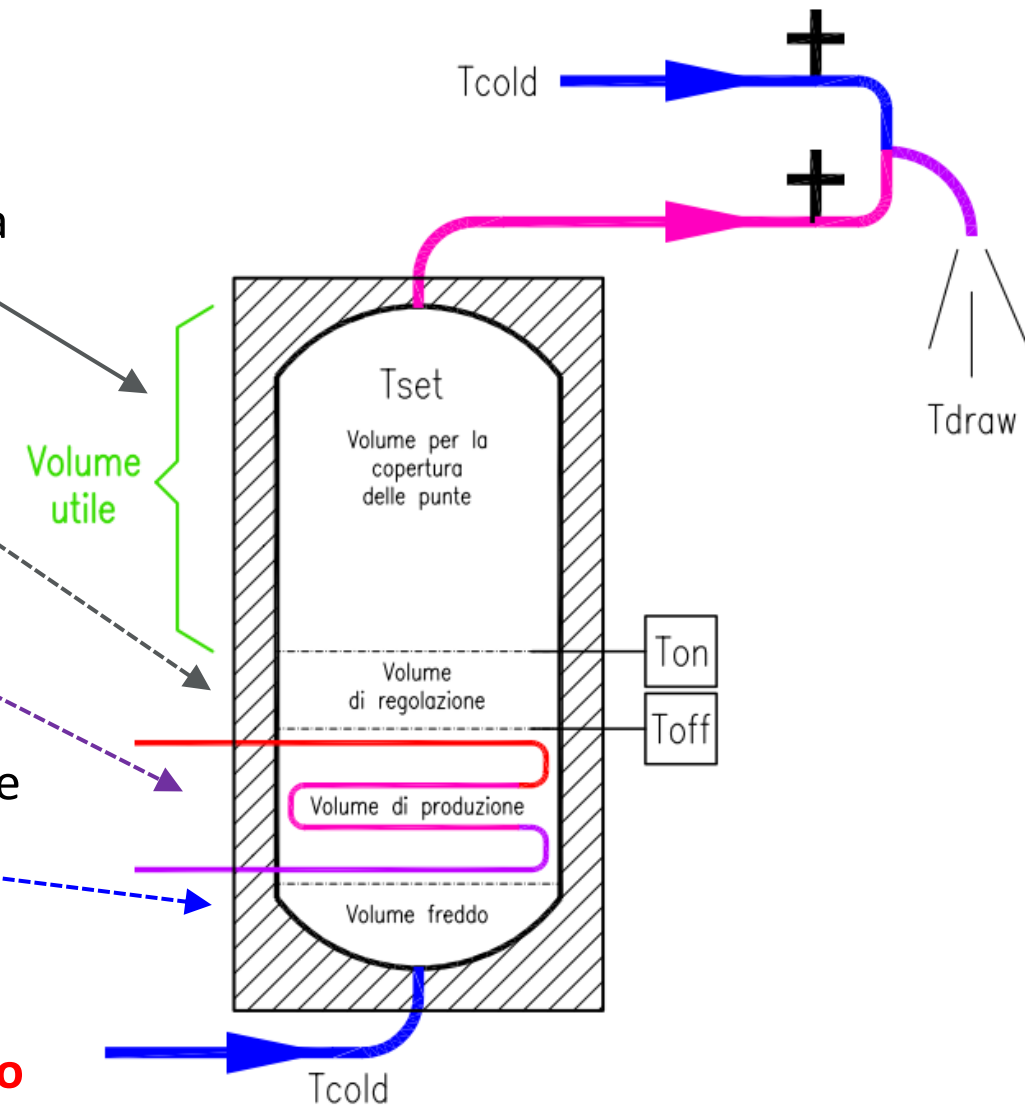 Tcold
a
Tset
Volume per la
copertura
delle punte
Tdraw
Volume
utile
Ton
Volume
di regolazione
Toff
e
Volume di produzione
Volume freddo
o
Tcold